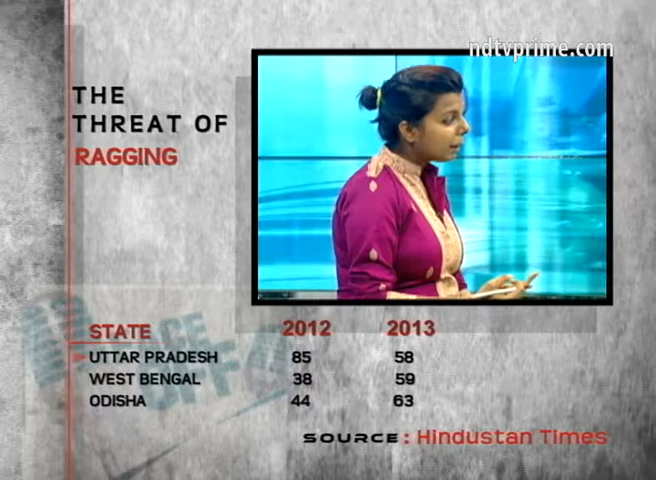 ndtvprime.com
THE
THREAT OF
RAGGING
STATE 2012 2013
UTTAR PRADESH 85 58
WEST BENGAL 38 59
ODISHA 44 63
SOURCE: Hindustan Times